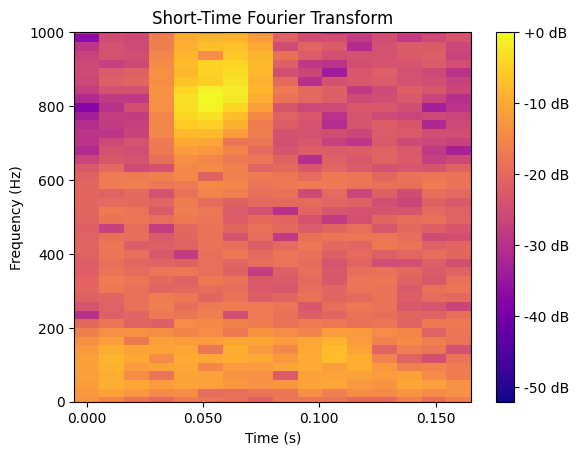 Short-Time Fourier Transform
1000
800
600
400
200
0
Frequency (Hz)
0.000
0.050
0.100
0.150
Time (s)
+0 dB
-10 dB
-20 dB
-30 dB
-40 dB
-50 dB